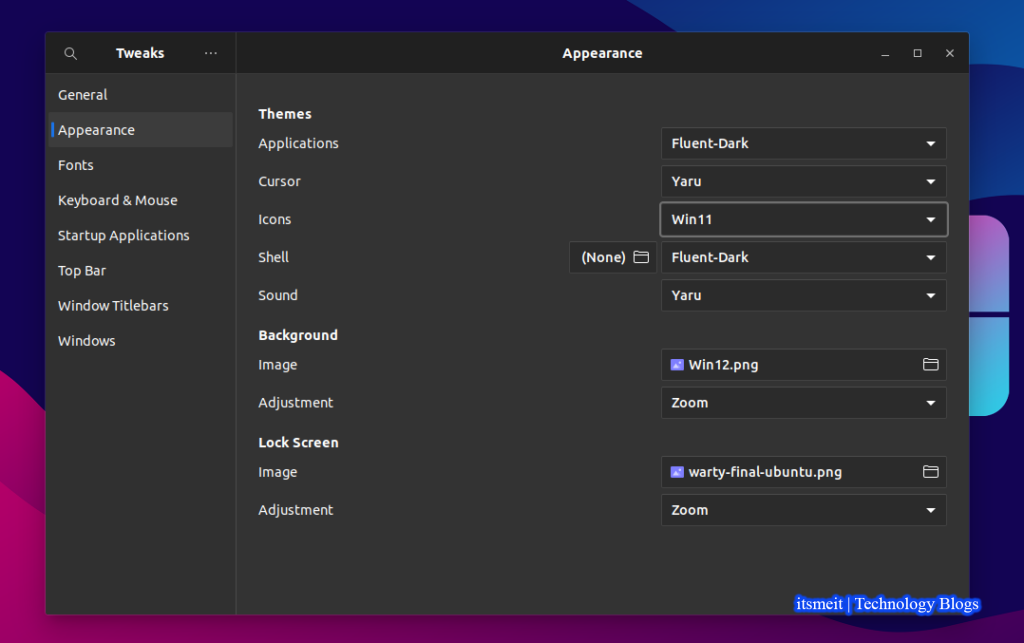 Tweaks
Appearance
General
Appearance
Fonts
Keyboard & Mouse
Startup Applications
Top Bar
Window Titlebars
Windows
Themes
Applications Fluent-Dark
Cursor Yaru
Icons Win11
Shell (None) Fluent-Dark
Sound Yaru
Background
Image Win12.png
Adjustment Zoom
Lock Screen
Image warty-final-ubuntu.png
Adjustment Zoom
itsmeit | Technology Blogs